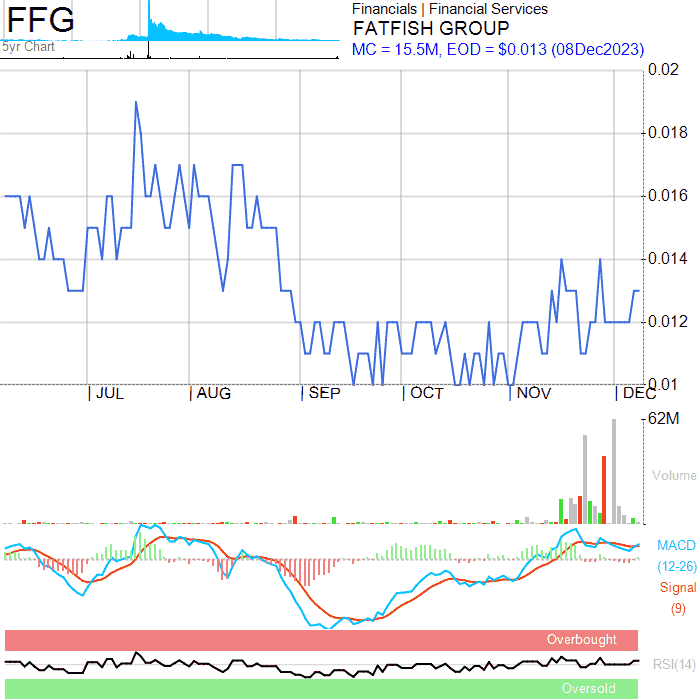 FFG
5yr Chart
Financials | Financial Services
FATFISH GROUP
MC = 15.5M, EOD = $0.013 (08Dec2023)
0.02
0.018
0.016
0.014
0.012
0.01
JUL
AUG
SEP
OCT
NOV
DEC
62M
Volume
MACD
(12-26)
Signal
(9)
Overbought
RSI(14)
Oversold